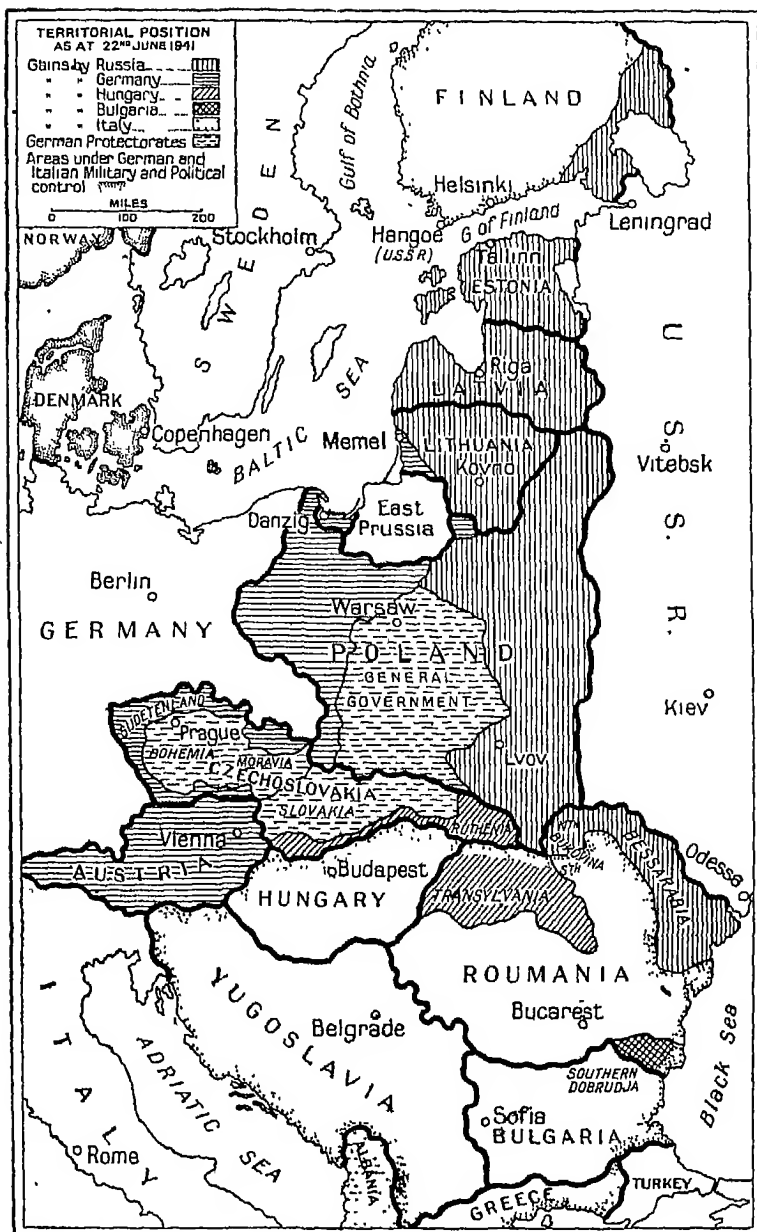 TERRITORIAL POSITION
AS AT 22ND JUNE 1941
Gains by Russia
" " Germany
" " Hungary
" " Bulgaria
" " Italy
German Protectorates
Areas under German and
Italian Military and Political
control
MILES
0 100 200
FINLAND
Gulf of Bothnia
SWEDEN
NORWAY
Stockholm
Helsinki
Hangoe
(USSR)
G of Finland
Leningrad
Tallinn
ESTONIA
U.S.S.R.
Riga
LATVIA
DENMARK
Copenhagen
BALTIC SEA
Memel
LITHUANIA
Kovno
Vitebsk
Danzig
East
Prussia
Berlin
GERMANY
Warsaw
POLAND
GENERAL
GOVERNMENT
Kiev
SUDETENLAND
Prague
BOHEMIA
MORAVIA
CZECHOSLOVAKIA
SLOVAKIA
Lvov
RUTHENIA
NTH
BUKOVINA
STH
BESSARABIA
Odessa
Vienna
AUSTRIA
Budapest
HUNGARY
TRANSYLVANIA
ROUMANIA
Bucarest
YUGOSLAVIA
Belgrade
ITALY
ADRIATIC SEA
Rome
ALBANIA
SOUTHERN
DOBRUDJA
Black Sea
Sofia
BULGARIA
GREECE
TURKEY